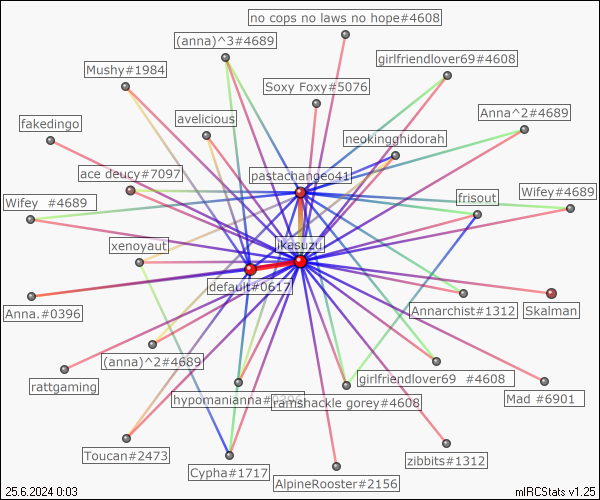 no cops no laws no hope#4608
(anna)^3#4689
girlfriendlover69#4608
Mushy#1984
Soxy Foxy#5076
Anna^2#4689
avelicious
fakedingo
neokingghidorah
ace deucy#7097
pastachangeo41
Wifey #4689
frisout
Wifey#4689
xenoyaut
ikasuzu
default#0617
Anna.#0396
Annarchist#1312
Skalman
(anna)^2#4689
rattgaming
girlfriendlover69 #4608
hypomanianna#0396
ramshackle gorey#4608
Mad #6901
Toucan#2473
Cypha#1717
zibbits#1312
AlpineRooster#2156
25.6.2024 0:03
mIRCStats v1.25